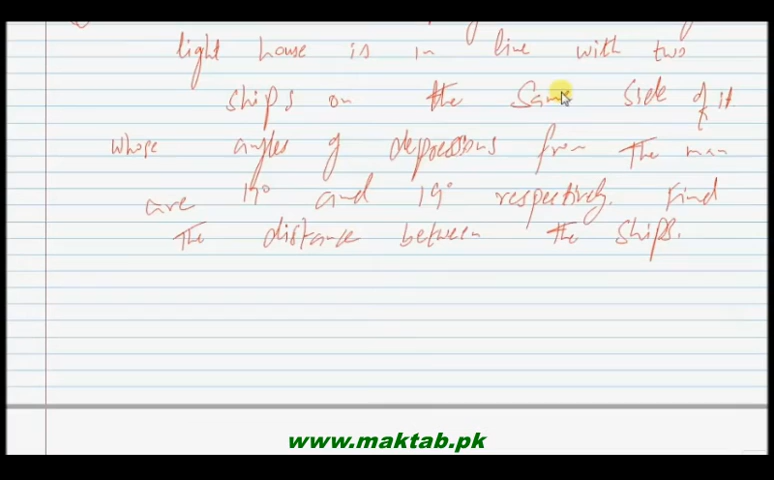 light house is in line with two
ships on the same side of it
whose angles of depressions from the man
are 19° and 19° respectively. Find
The distance between the ships.
www.maktab.pk